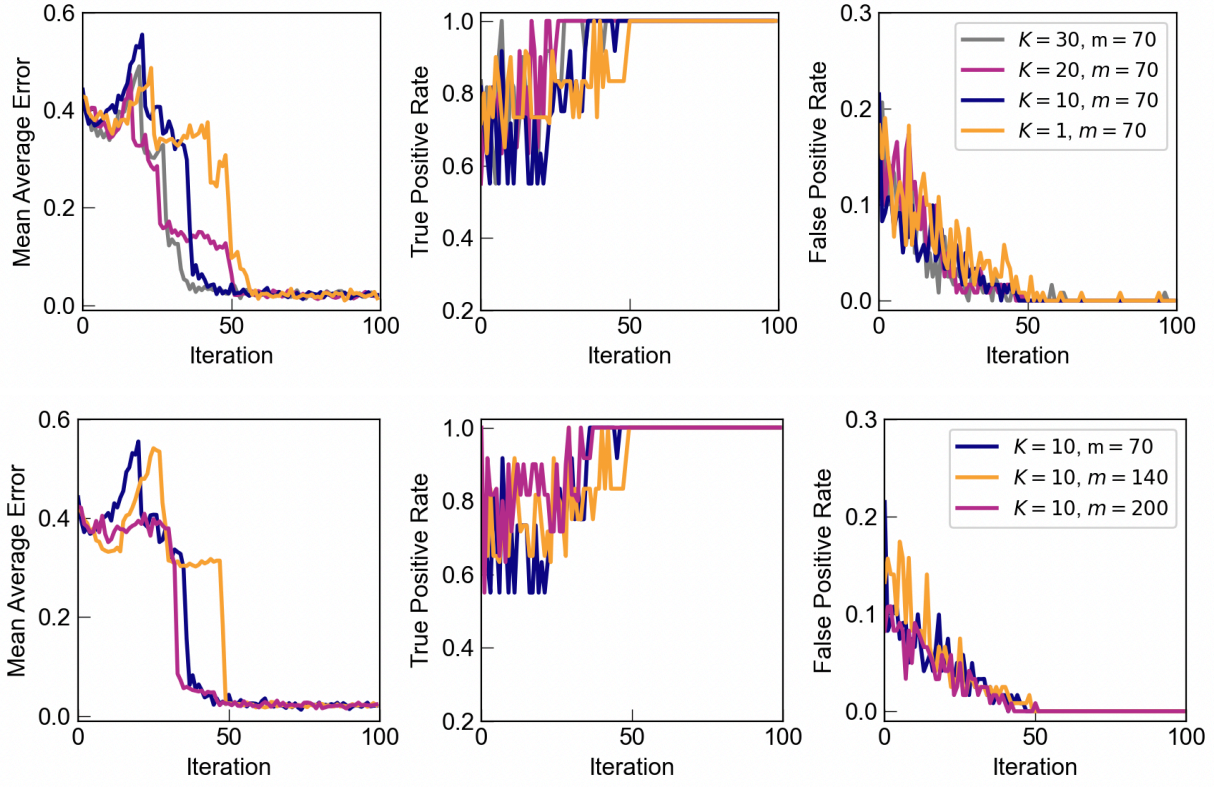 Mean Average Error
0.6
0.4
0.2
0.0
0
50
100
Iteration
True Positive Rate
1.0
0.8
0.6
0.4
0.2
0
50
100
Iteration
False Positive Rate
0.3
0.2
0.1
0.0
0
50
100
Iteration
K = 30, m = 70
K = 20, m = 70
K = 10, m = 70
K = 1, m = 70
Mean Average Error
0.6
0.4
0.2
0.0
0
50
100
Iteration
True Positive Rate
1.0
0.8
0.6
0.4
0.2
0
50
100
Iteration
False Positive Rate
0.3
0.2
0.1
0.0
0
50
100
Iteration
K = 10, m = 70
K = 10, m = 140
K = 10, m = 200